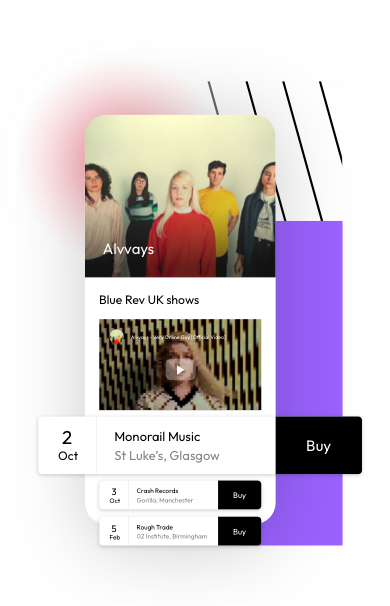 Alvvays
Blue Rev UK shows
Alvvays - Very Online Guy [Official Video]
2
Oct
Monorail Music
St Luke's, Glasgow
Buy
3
Oct
Crash Records
Gorilla, Manchester
Buy
5
Feb
Rough Trade
O2 Institute, Birmingham
Buy